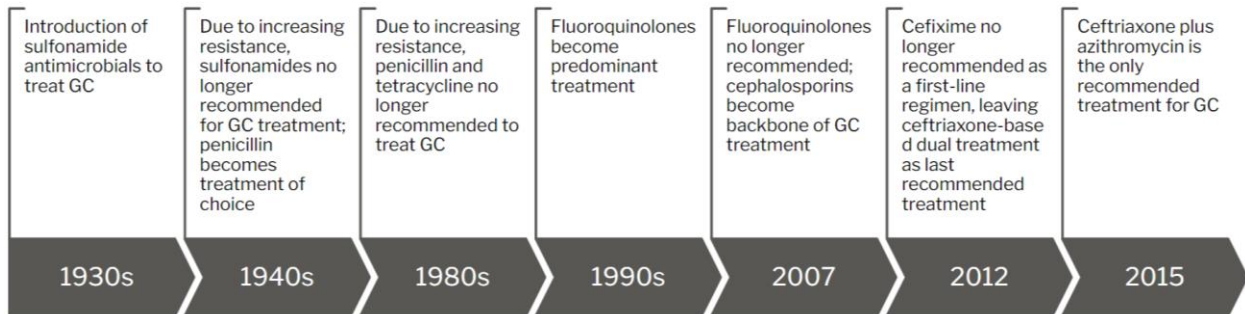 Introduction of
sulfonamide
antimicrobials to
treat GC
Due to increasing
resistance,
sulfonamides no
longer
recommended
for GC treatment;
penicillin
becomes
treatment of
choice
Due to increasing
resistance,
penicillin and
tetracycline no
longer
recommended to
treat GC
Fluoroquinolones
become
predominant
treatment
Fluoroquinolones
no longer
recommended;
cephalosporins
become
backbone of GC
treatment
Cefixime no
longer
recommended as
a first-line
regimen, leaving
ceftriaxone-base
d dual treatment
as last
recommended
treatment
Ceftriaxone plus
azithromycin is
the only
recommended
treatment for GC
1930s
1940s
1980s
1990s
2007
2012
2015